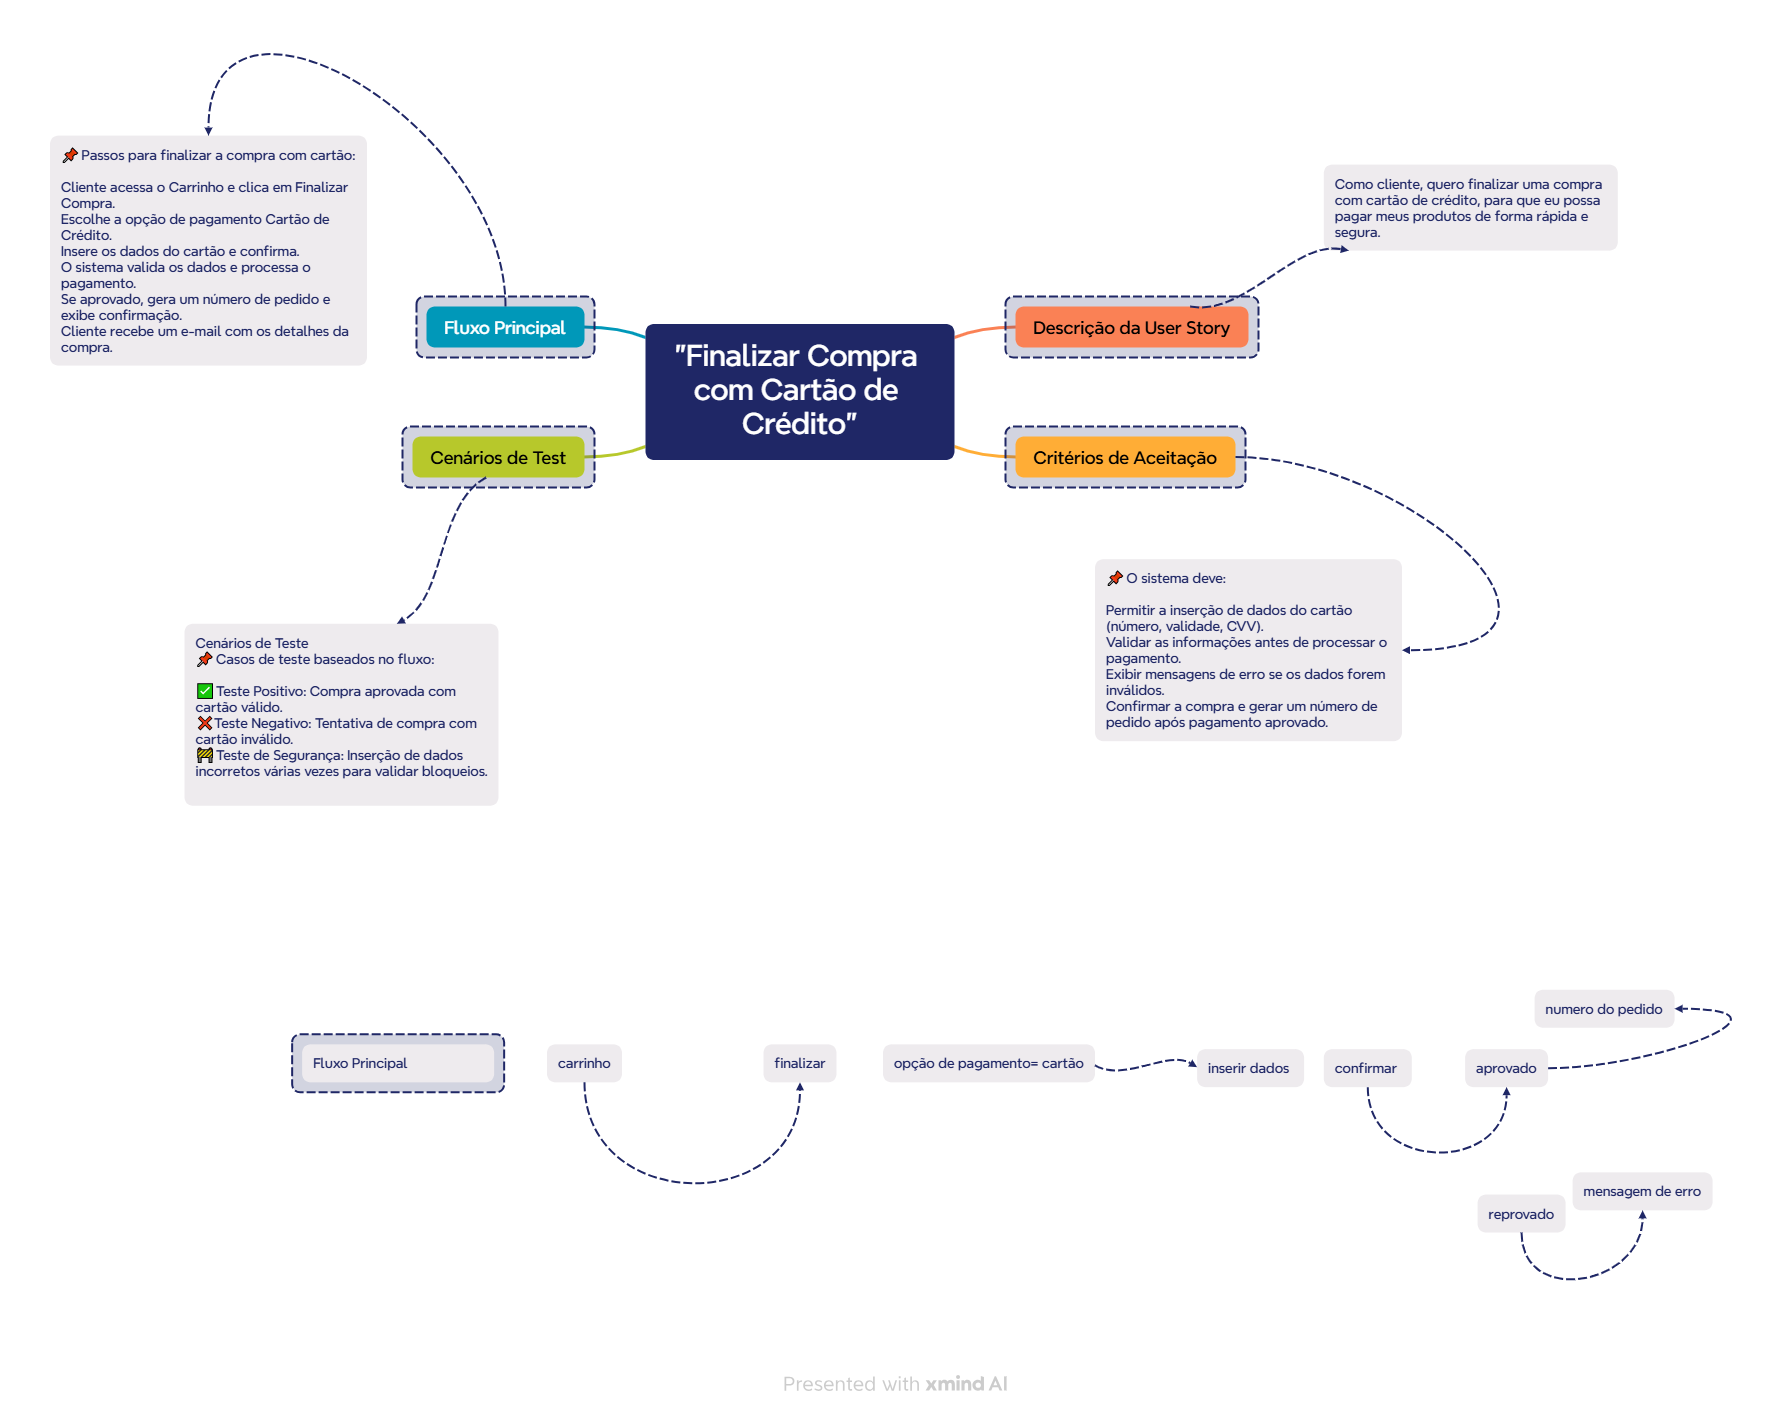 📌 Passos para finalizar a compra com cartão:
Cliente acessa o Carrinho e clica em Finalizar
Compra.
Escolhe a opção de pagamento Cartão de
Crédito.
Insere os dados do cartão e confirma.
O sistema valida os dados e processa o
pagamento.
Se aprovado, gera um número de pedido e
exibe confirmação.
Cliente recebe um e-mail com os detalhes da
compra.
Como cliente, quero finalizar uma compra
com cartão de crédito, para que eu possa
pagar meus produtos de forma rápida e
segura.
Fluxo Principal
"Finalizar Compra
com Cartão de
Crédito"
Descrição da User Story
Cenários de Test
Critérios de Aceitação
Cenários de Teste
📌 Casos de teste baseados no fluxo:
✅ Teste Positivo: Compra aprovada com
cartão válido.
❌ Teste Negativo: Tentativa de compra com
cartão inválido.
🚧 Teste de Segurança: Inserção de dados
incorretos várias vezes para validar bloqueios.
📌 O sistema deve:
Permitir a inserção de dados do cartão
(número, validade, CVV).
Validar as informações antes de processar o
pagamento.
Exibir mensagens de erro se os dados forem
inválidos.
Confirmar a compra e gerar um número de
pedido após pagamento aprovado.
numero do pedido
Fluxo Principal
carrinho
finalizar
opção de pagamento= cartão
inserir dados
confirmar
aprovado
mensagem de erro
reprovado
Presented with xmind AI